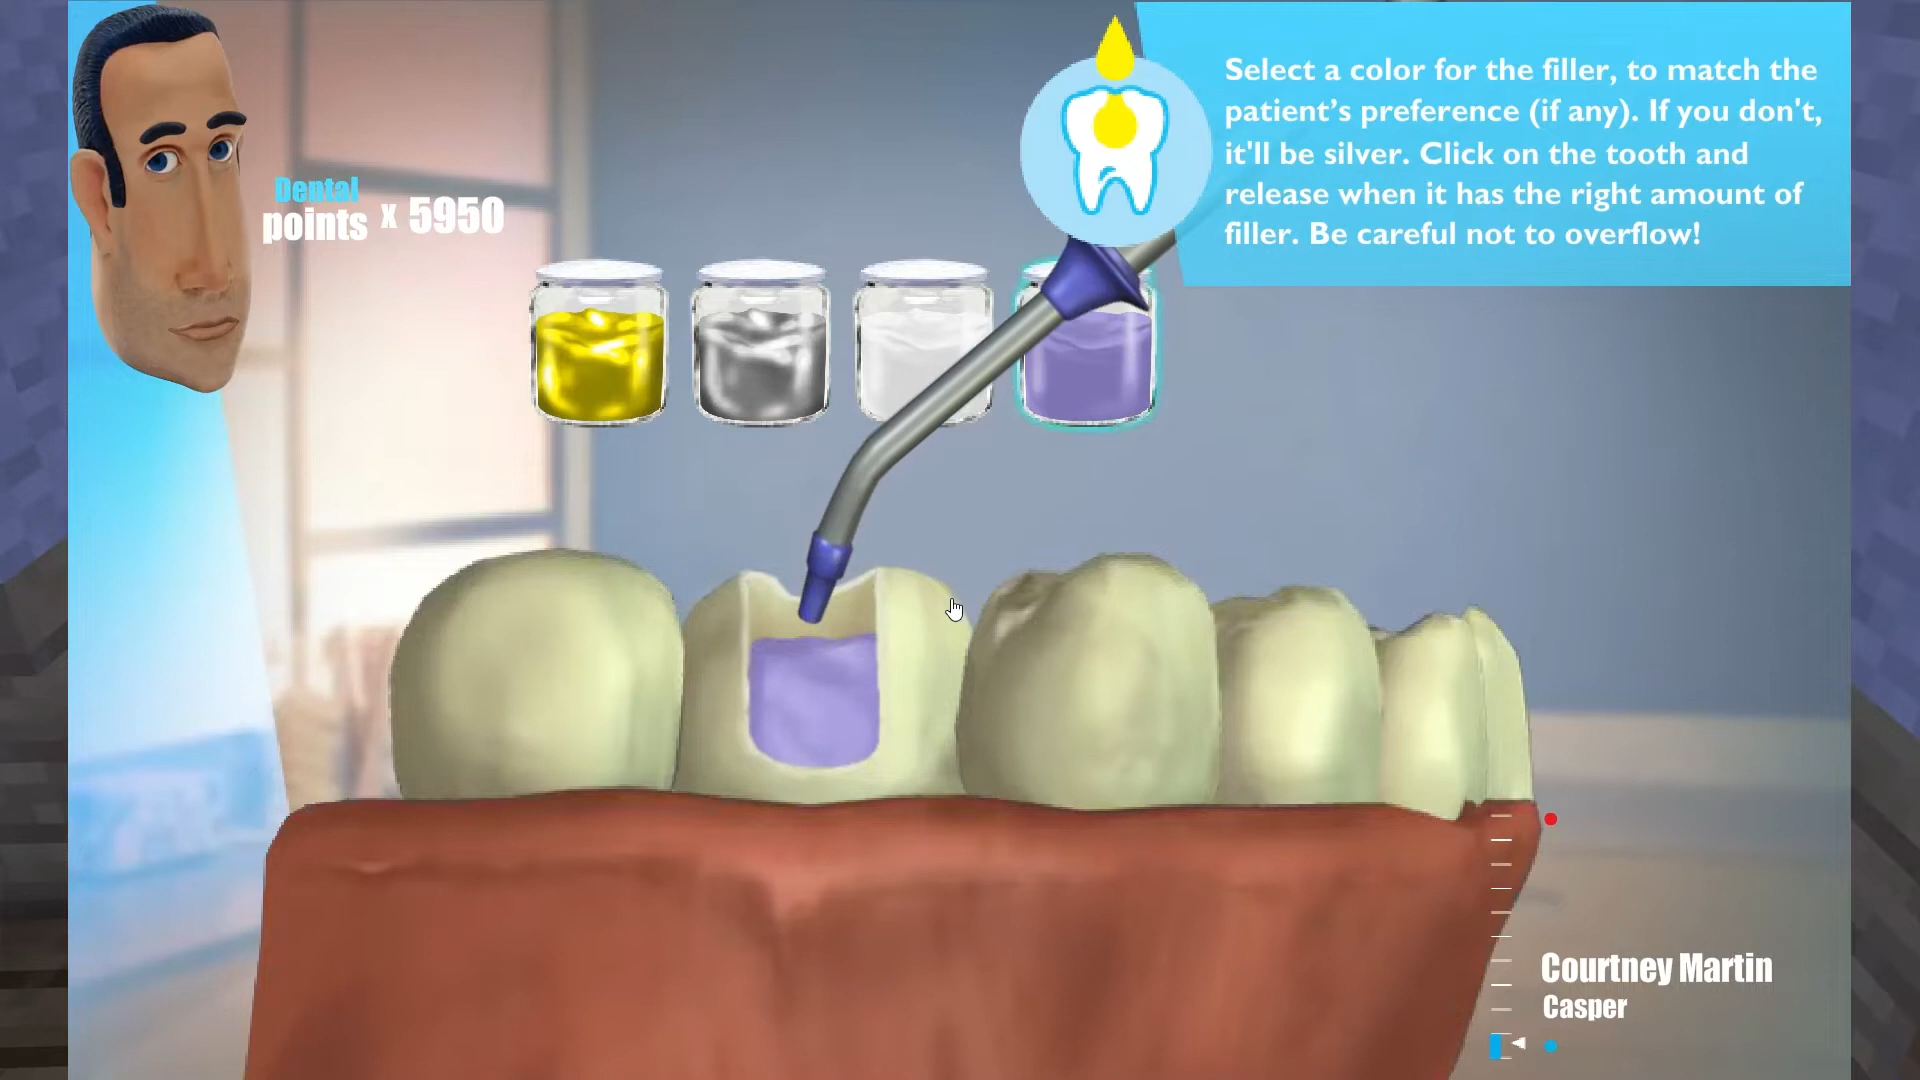 Select a color for the filler, to match the
patient’s preference (if any). If you don't,
it'll be silver. Click on the tooth and
release when it has the right amount of
filler. Be careful not to overflow!
Dental
points x 5950
Courtney Martin
Casper